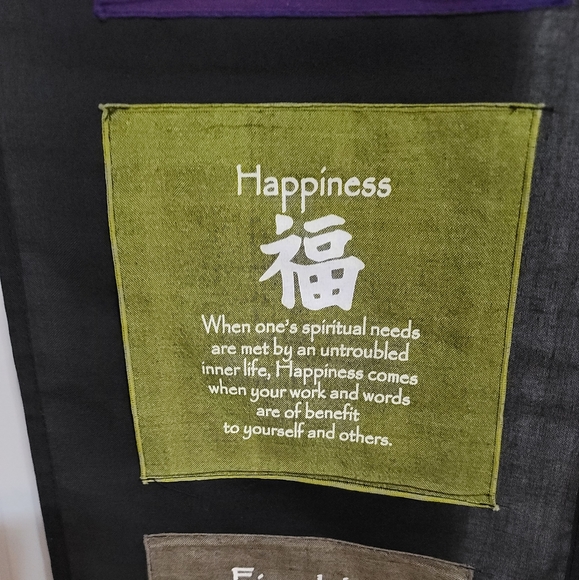 Happiness
福
When one's spiritual needs
are met by an untroubled
inner life, Happiness comes
when your work and words
are of benefit
to yourself and others.